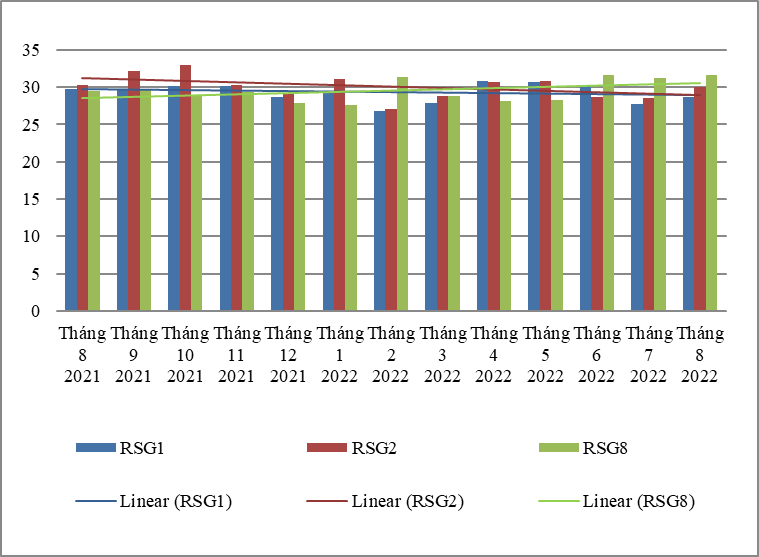 35
30
25
20
15
10
5
0
Tháng Tháng Tháng Tháng Tháng Tháng Tháng Tháng Tháng Tháng Tháng Tháng Tháng
8 9 10 11 12 1 2 3 4 5 6 7 8
2021 2021 2021 2021 2021 2022 2022 2022 2022 2022 2022 2022 2022
RSG1 RSG2 RSG8
Linear (RSG1) Linear (RSG2) Linear (RSG8)